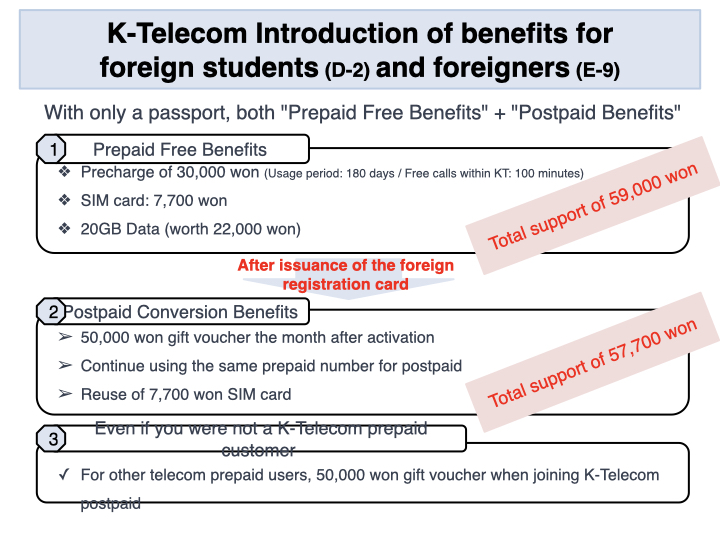 K-Telecom Introduction of benefits for
foreign students (D-2) and foreigners (E-9)
With only a passport, both "Prepaid Free Benefits" + "Postpaid Benefits"
1 Prepaid Free Benefits
❖ Precharge of 30,000 won (Usage period: 180 days / Free calls within KT: 100 minutes)
❖ SIM card: 7,700 won
❖ 20GB Data (worth 22,000 won)
Total support of 59,000 won
After issuance of the foreign
registration card
2 Postpaid Conversion Benefits
➢ 50,000 won gift voucher the month after activation
➢ Continue using the same prepaid number for postpaid
➢ Reuse of 7,700 won SIM card
Total support of 57,700 won
3 Even if you were not a K-Telecom prepaid
customer
✓ For other telecom prepaid users, 50,000 won gift voucher when joining K-Telecom
postpaid